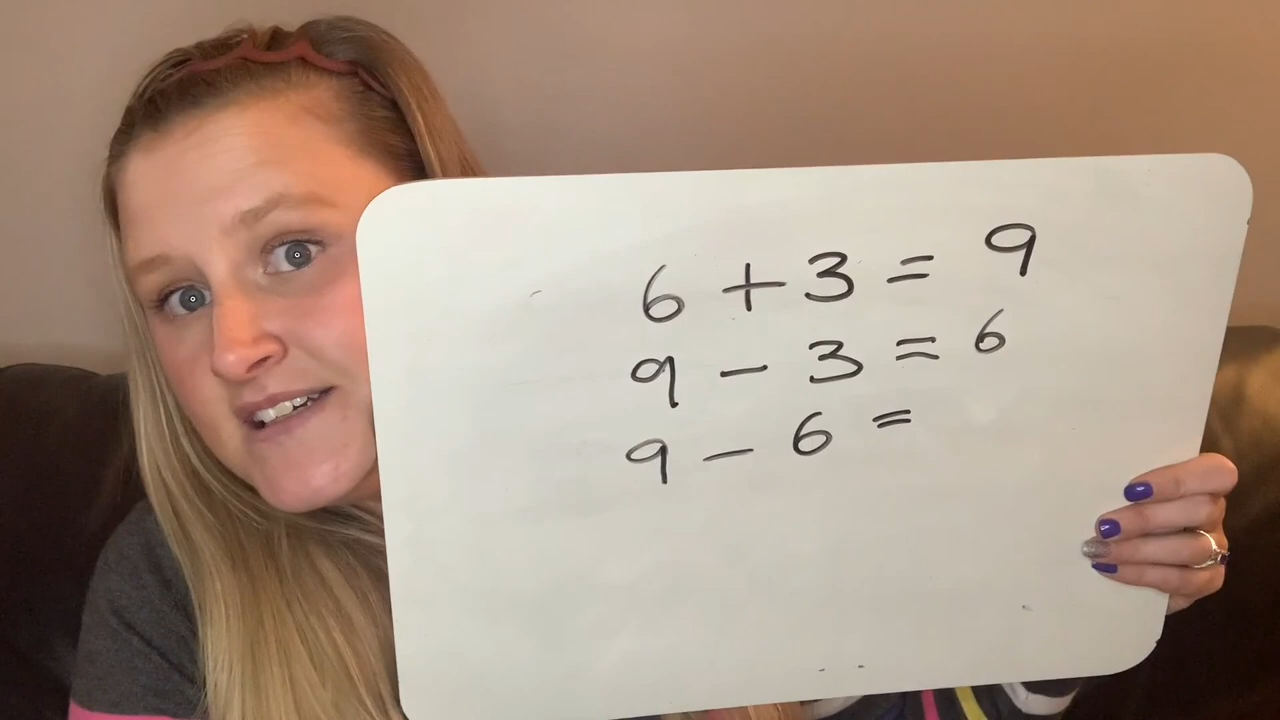 6 + 3 = 9
9 - 3 = 6
9 - 6 =